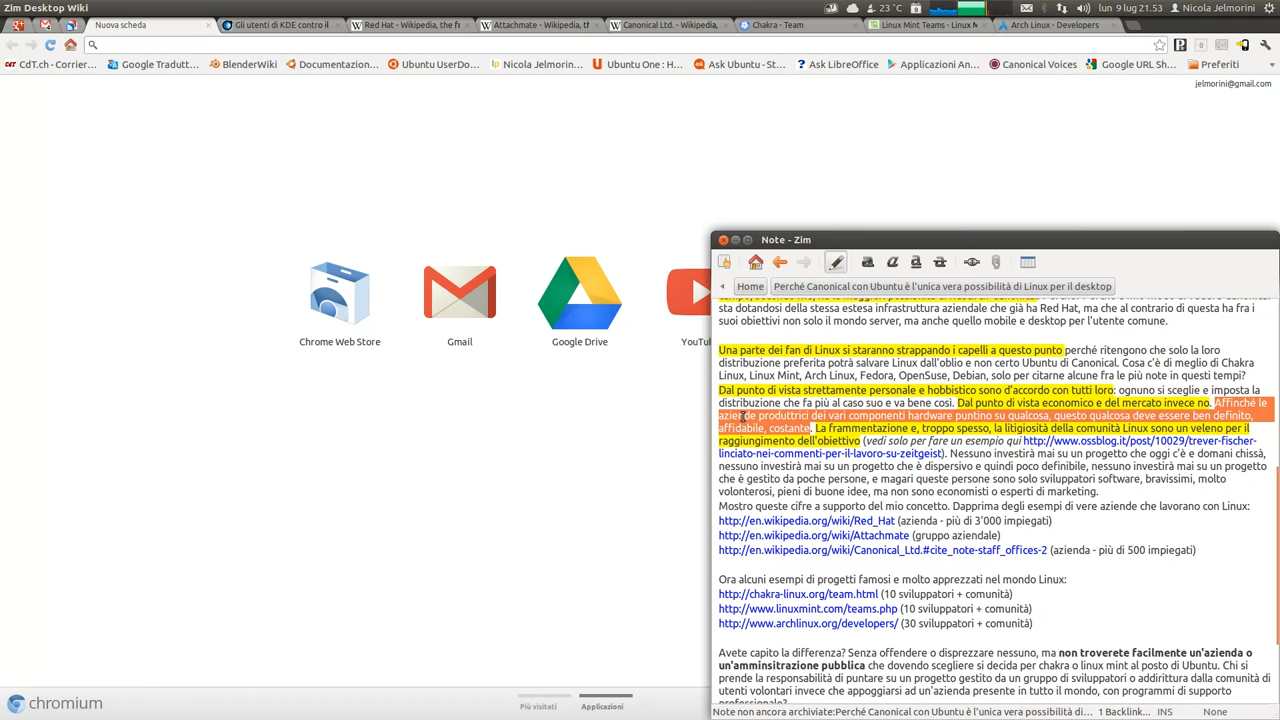 Zim Desktop Wiki
23 °C
lun 9 lug 21.53
Nicola Jelmorini
Nuova scheda
Gli utenti di KDE contro il
Red Hat - Wikipedia, the f
Attachmate - Wikipedia, th
Canonical Ltd. - Wikipedia,
Chakra - Team
Linux Mint Teams - Linux M
Arch Linux - Developers
CdT.ch - Corrier...
Google Tradutt...
BlenderWiki
Documentazion...
Ubuntu UserDo...
Nicola Jelmorin...
Ubuntu One : H...
Ask Ubuntu - St...
Ask LibreOffice
Applicazioni An...
Canonical Voices
Google URL Sh...
Preferiti
jelmorini@gmail.com
Chrome Web Store
Gmail
Google Drive
YouTu
chromium
Più visitati
Applicazioni
Note - Zim
Home
Perché Canonical con Ubuntu è l'unica vera possibilità di Linux per il desktop
sta dotandosi della stessa estesa infrastruttura aziendale che già ha Red Hat, ma che al contrario di questa ha fra i
suoi obiettivi non solo il mondo server, ma anche quello mobile e desktop per l'utente comune.
Una parte dei fan di Linux si staranno strappando i capelli a questo punto perché ritengono che solo la loro
distribuzione preferita potrà salvare Linux dall'oblio e non certo Ubuntu di Canonical. Cosa c'è di meglio di Chakra
Linux, Linux Mint, Arch Linux, Fedora, OpenSuse, Debian, solo per citarne alcune fra le più note in questi tempi?
Dal punto di vista strettamente personale e hobbistico sono d'accordo con tutti loro: ognuno si sceglie e imposta la
distribuzione che fa più al caso suo e va bene così. Dal punto di vista economico e del mercato invece no. Affinché le
aziende produttrici dei vari componenti hardware puntino su qualcosa, questo qualcosa deve essere ben definito,
affidabile, costante. La frammentazione e, troppo spesso, la litigiosità della comunità Linux sono un veleno per il
raggiungimento dell'obiettivo (vedi solo per fare un esempio qui http://www.ossblog.it/post/10029/trever-fischer-
linciato-nei-commenti-per-il-lavoro-su-zeitgeist). Nessuno investirà mai su un progetto che oggi c'è e domani chissà,
nessuno investirà mai su un progetto che è dispersivo e quindi poco definibile, nessuno investirà mai su un progetto
che è gestito da poche persone, e magari queste persone sono solo sviluppatori software, bravissimi, molto
volonterosi, pieni di buone idee, ma non sono economisti o esperti di marketing.
Mostro queste cifre a supporto del mio concetto. Dapprima degli esempi di vere aziende che lavorano con Linux:
http://en.wikipedia.org/wiki/Red_Hat (azienda - più di 3'000 impiegati)
http://en.wikipedia.org/wiki/Attachmate (gruppo aziendale)
http://en.wikipedia.org/wiki/Canonical_Ltd.#cite_note-staff_offices-2 (azienda - più di 500 impiegati)
Ora alcuni esempi di progetti famosi e molto apprezzati nel mondo Linux:
http://chakra-linux.org/team.html (10 sviluppatori + comunità)
http://www.linuxmint.com/teams.php (10 sviluppatori + comunità)
http://www.archlinux.org/developers/ (30 sviluppatori + comunità)
Avete capito la differenza? Senza offendere o disprezzare nessuno, ma non troverete facilmente un'azienda o
un'amminsitrazione pubblica che dovendo scegliere si decida per chakra o linux mint al posto di Ubuntu. Chi si
prende la responsabilità di puntare su un progetto gestito da un gruppo di sviluppatori o addirittura dalla comunità di
utenti volontari invece che appoggiarsi ad un'azienda presente in tutto il mondo, con programmi di supporto
professionale?
Note non ancora archiviate:Perché Canonical con Ubuntu è l'unica vera possibilità di...
1 Backlink...
INS
None